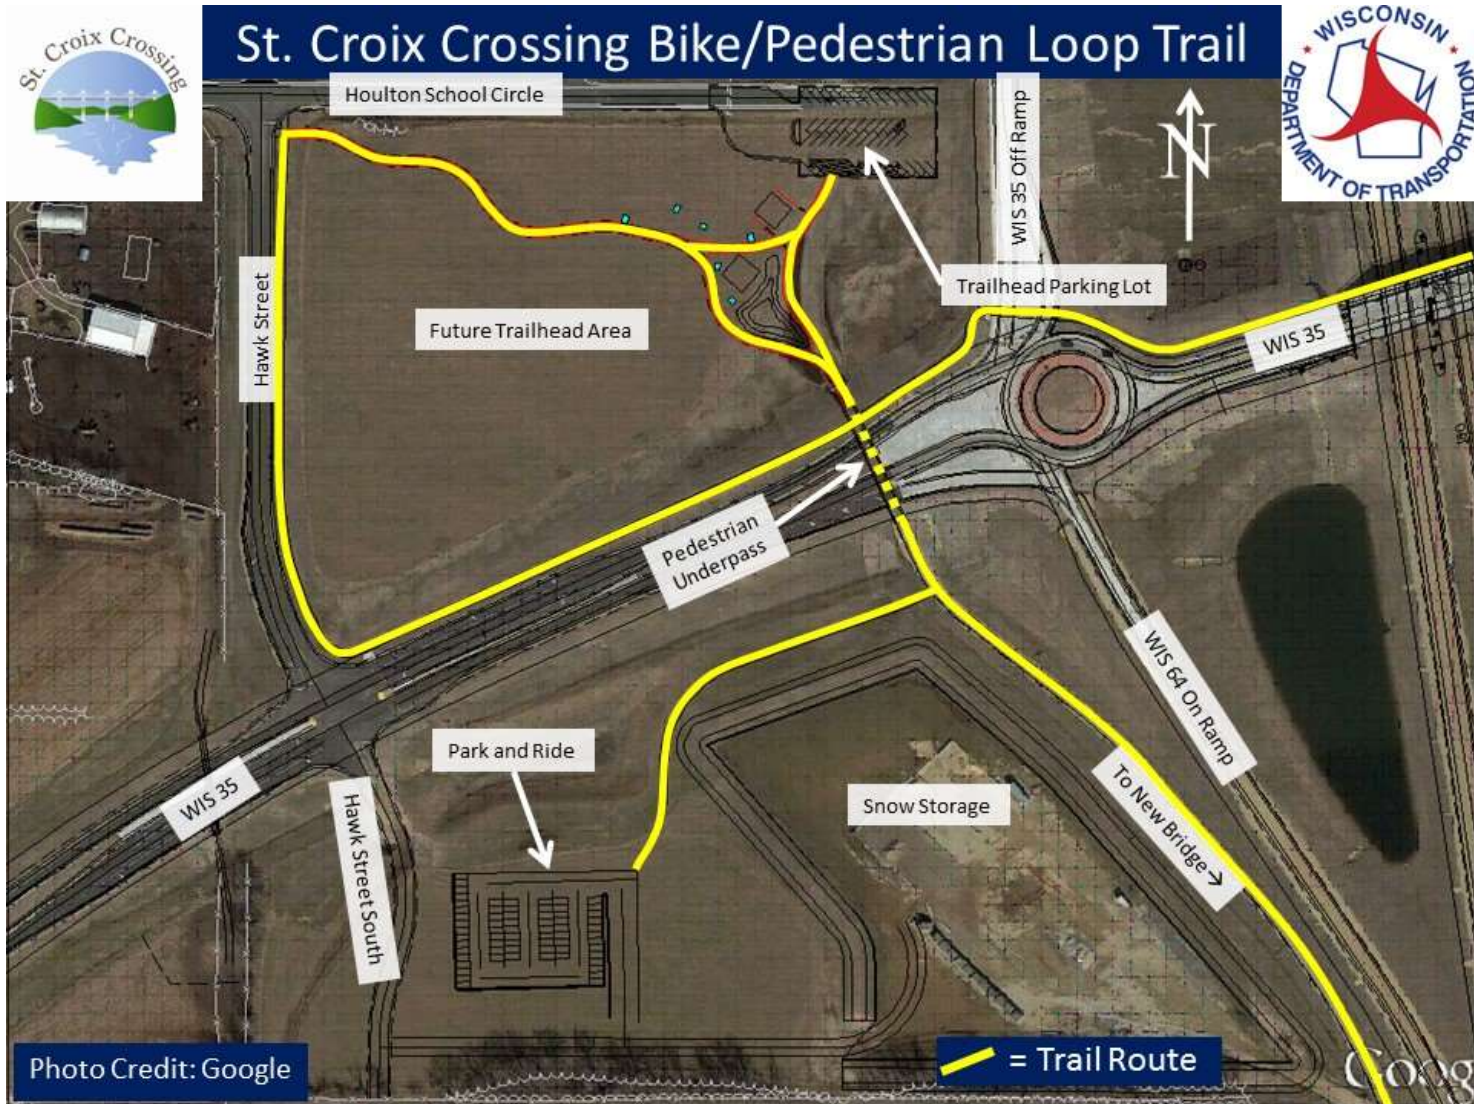 St. Croix Crossing
St. Croix Crossing Bike/Pedestrian Loop Trail
WISCONSIN
DEPARTMENT OF TRANSPORTATION
Houlton School Circle
WIS 35 Off Ramp
N
Trailhead Parking Lot
Hawk Street
Future Trailhead Area
WIS 35
Pedestrian
Underpass
WIS 64 On Ramp
Park and Ride
WIS 35
Snow Storage
To New Bridge→
Hawk Street South
Photo Credit: Google
= Trail Route
Goog